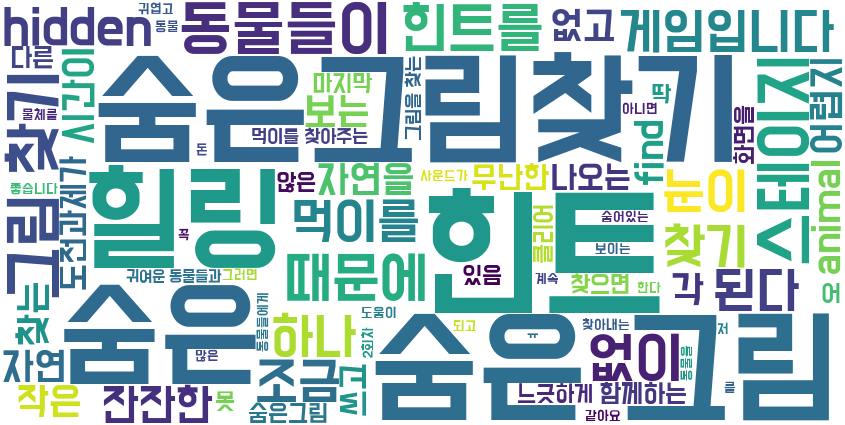 hidden
귀엽고
동물
동물들이
힌트를
없고
게임입니다
다른
시간이
숨은그림찾기
마지막
보는
그림을 찾는
아니면
딱
화면을
스테이지
어렵지
물체를
찾기
먹이를 찾아주는
돈
find
좋습니다
도전과제가
힐링
않은
자연을
사운드가
무난한
나오는
눈이
animal
그림
꼭
먹이를
힌트
클리어
숨어있는
찾기
보이는
귀여운 동물들과
그러면
때문에
있음
계속
찾으면
한다
각
된다
오
찾는
숨은
동물들에게
하나
도움이
되고
ㅠ
찾아내는
저
숨은그림
자연
많은
조금
2회차
쓰고
없이
동물을
클
작은
잔잔한
못
숨은그림
느긋하게 함께하는
같아요